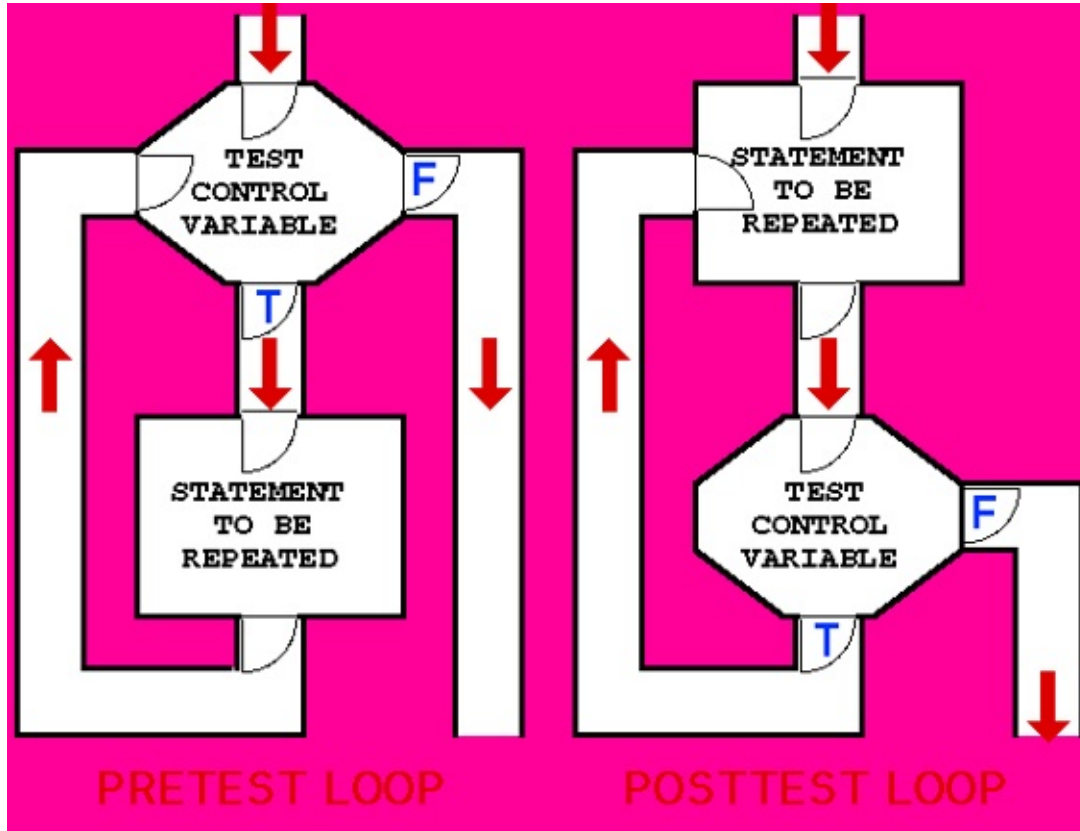 TEST
CONTROL
VARIABLE
F
T
STATEMENT
TO BE
REPEATED
PRETEST LOOP
STATEMENT
TO BE
REPEATED
TEST
CONTROL
VARIABLE
F
T
POSTTEST LOOP